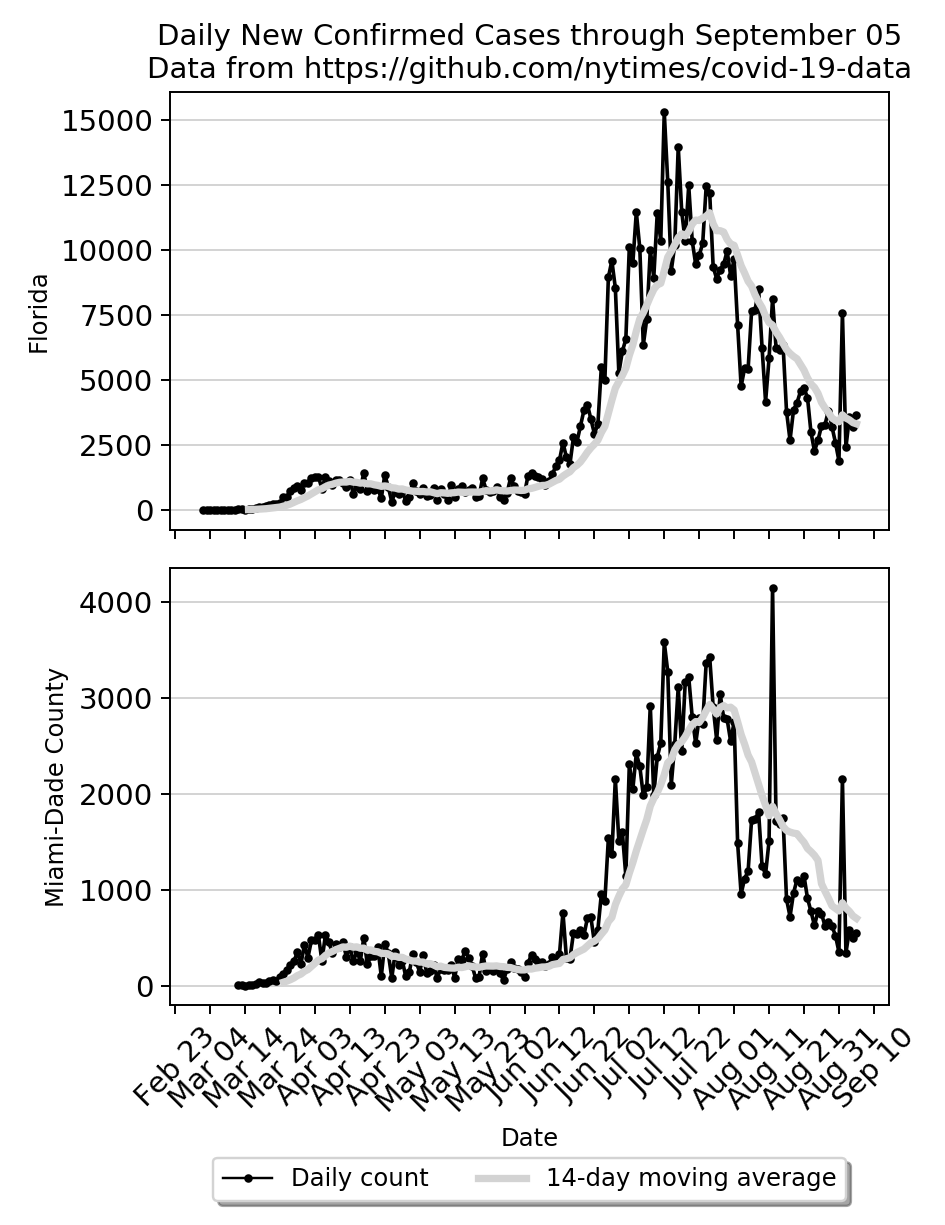 Daily New Confirmed Cases through September 05
Data from https://github.com/nytimes/covid-19-data
15000
12500
10000
7500
5000
2500
0
Florida
4000
3000
2000
1000
0
Miami-Dade County
Feb 23
Mar 04
Mar 14
Mar 24
Apr 03
Apr 13
Apr 23
May 03
May 13
May 23
Jun 02
Jun 12
Jun 22
Jul 02
Jul 12
Jul 22
Aug 01
Aug 11
Aug 21
Aug 31
Sep 10
Date
Daily count
14-day moving average